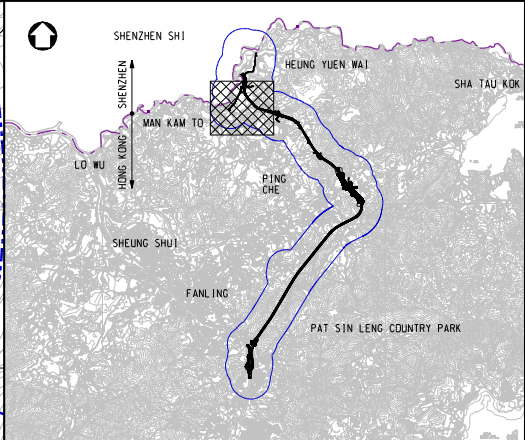 SHENZHEN SHI
HEUNG YUEN WAI
SHENZHEN
SHA TAU KOK
MAN KAM TO
HONG KONG
LO WU
PING
CHE
SHEUNG SHUI
FANLING
PAT SIN LENG COUNTRY PARK